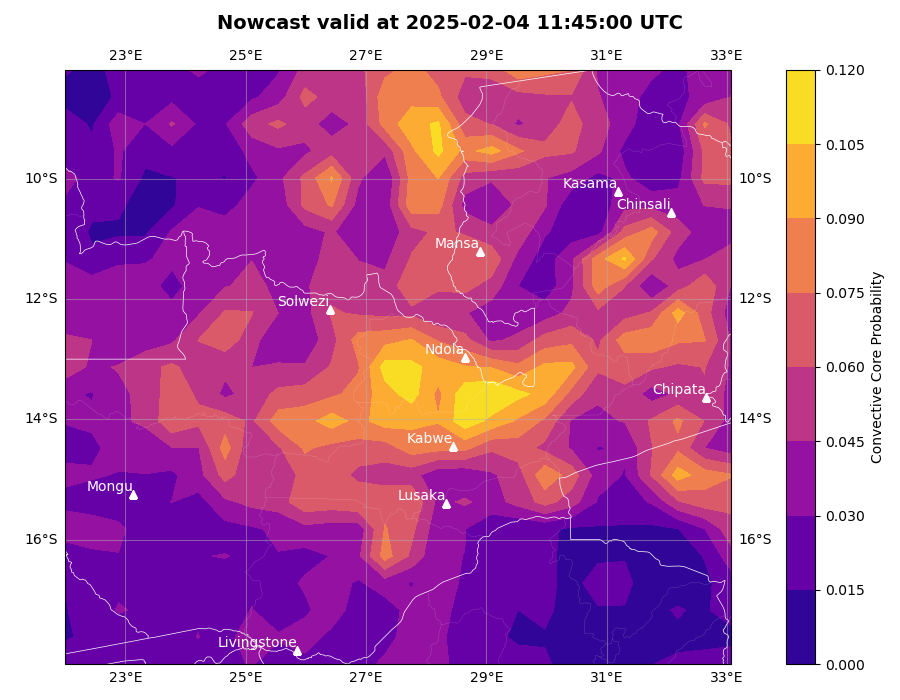 Nowcast valid at 2025-02-04 11:45:00 UTC
23°E 25°E 27°E 29°E 31°E 33°E
0.120
0.105
10°S Kasama 10°S
Chinsali
0.090
Mansa
0.075
12°S Solwezi 12°S
0.060
Ndola
Chipata
14°S 14°S
Kabwe
0.045
Mongu
Lusaka
0.030
16°S 16°S
0.015
Livingstone
0.000
23°E 25°E 27°E 29°E 31°E 33°E
Convective Core Probability